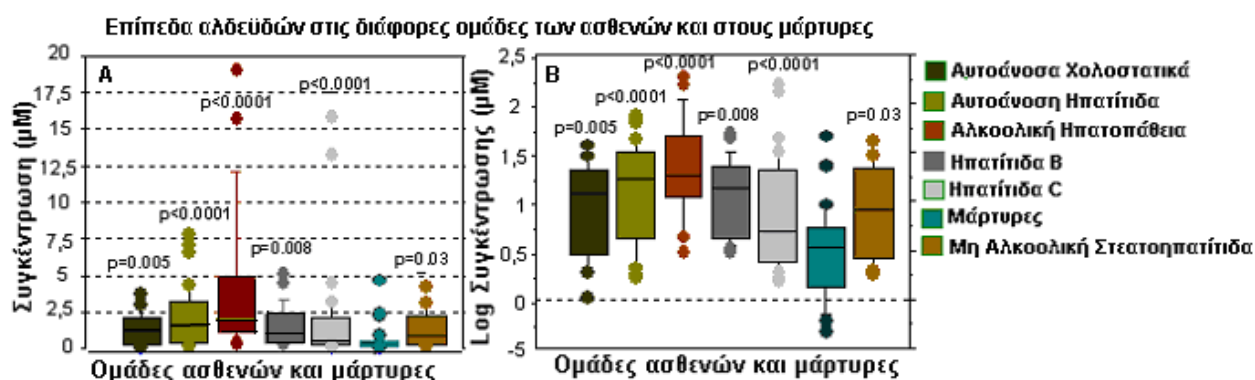 Επίπεδα αλδεϋδών στις διάφορες ομάδες των ασθενών και στους μάρτυρες
A
Συγκέντρωση (μM)
20
17,5
15
12,5
10
7,5
5
2,5
0
p=0.005
p<0.0001
p<0.0001
p=0.008
p<0.0001
p=0.03
Ομάδες ασθενών και μάρτυρες
B
Log Συγκέντρωσης (μM)
2,5
2
1,5
1
0,5
0
-5
p=0.005
p<0.0001
p<0.0001
p=0.008
p<0.0001
p=0.03
Ομάδες ασθενών και μάρτυρες
Αυτοάνοσα Χολοστατικά
Αυτοάνοση Ηπατίτιδα
Αλκοολική Ηπατοπάθεια
Ηπατίτιδα B
Ηπατίτιδα C
Μάρτυρες
Μη Αλκοολική Στεατοηπατίτιδα